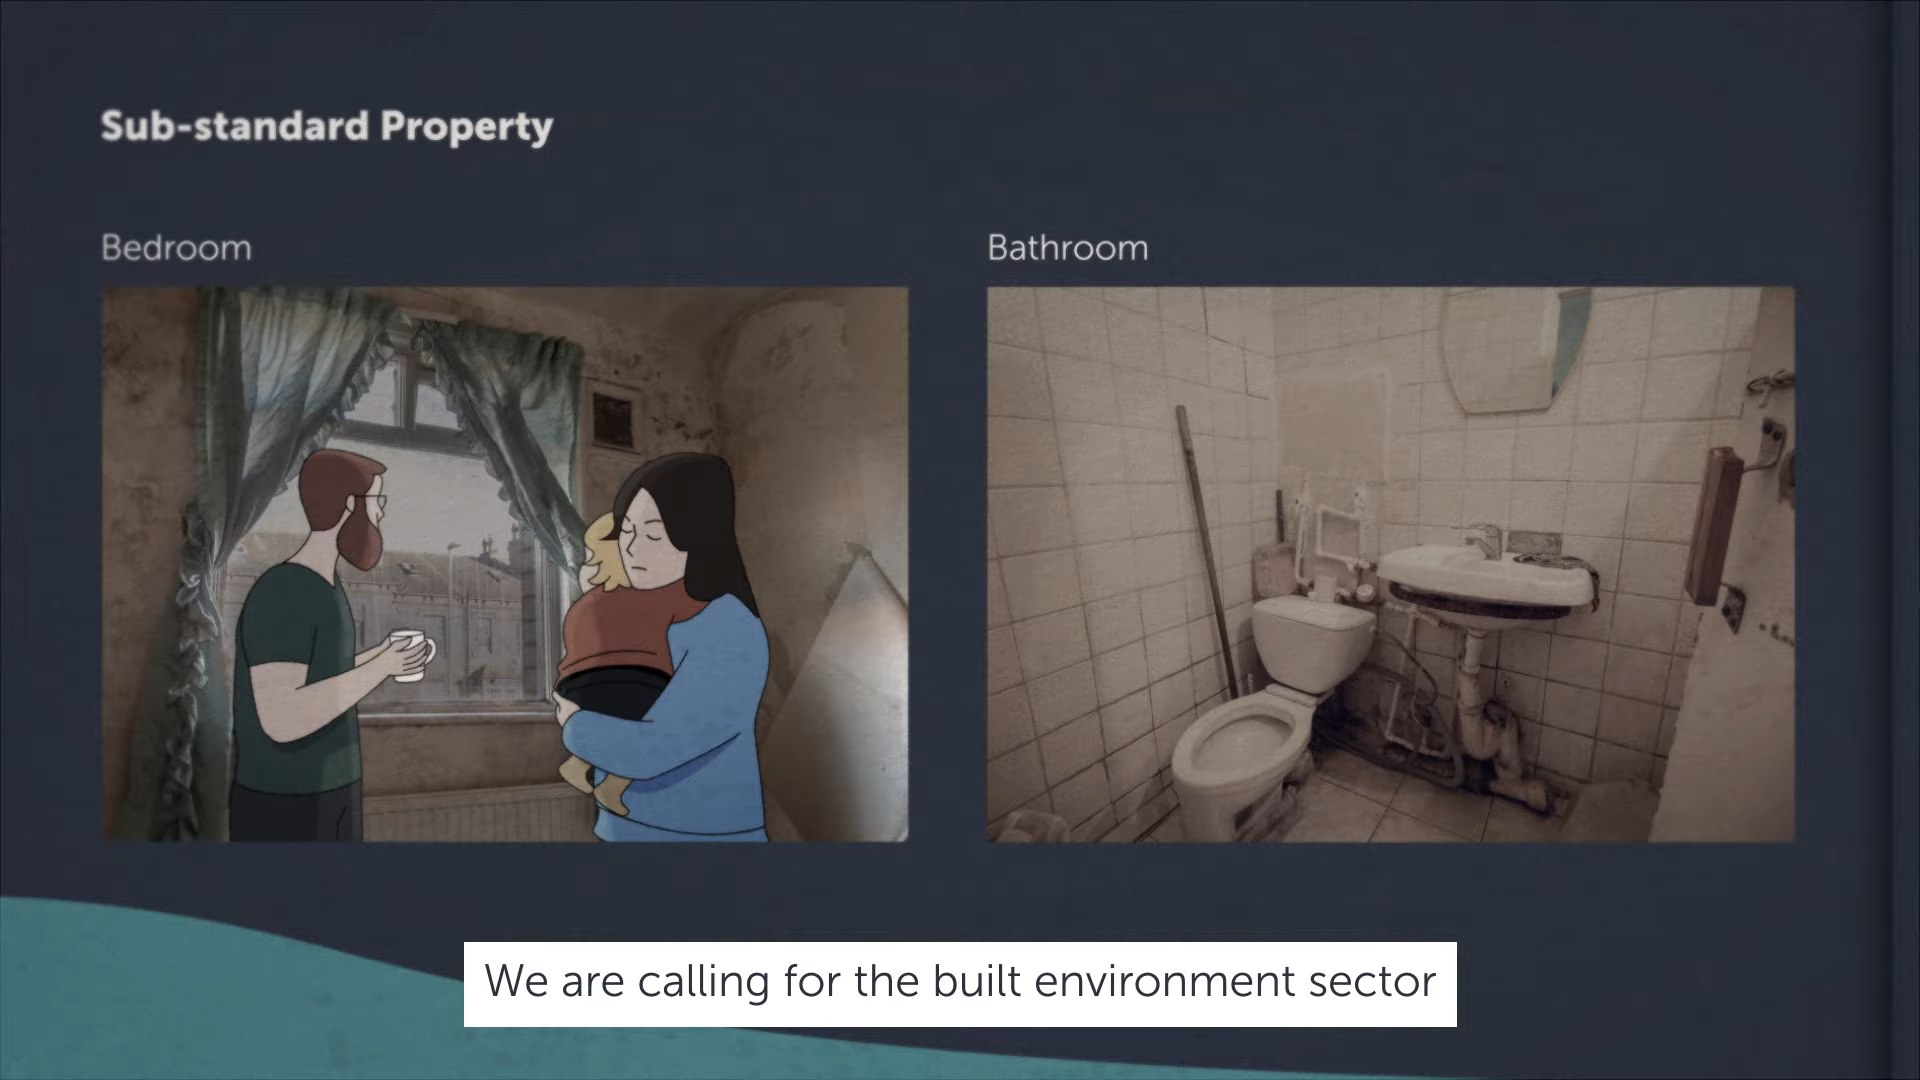 Sub-standard Property
Bedroom
Bathroom
We are calling for the built environment sector